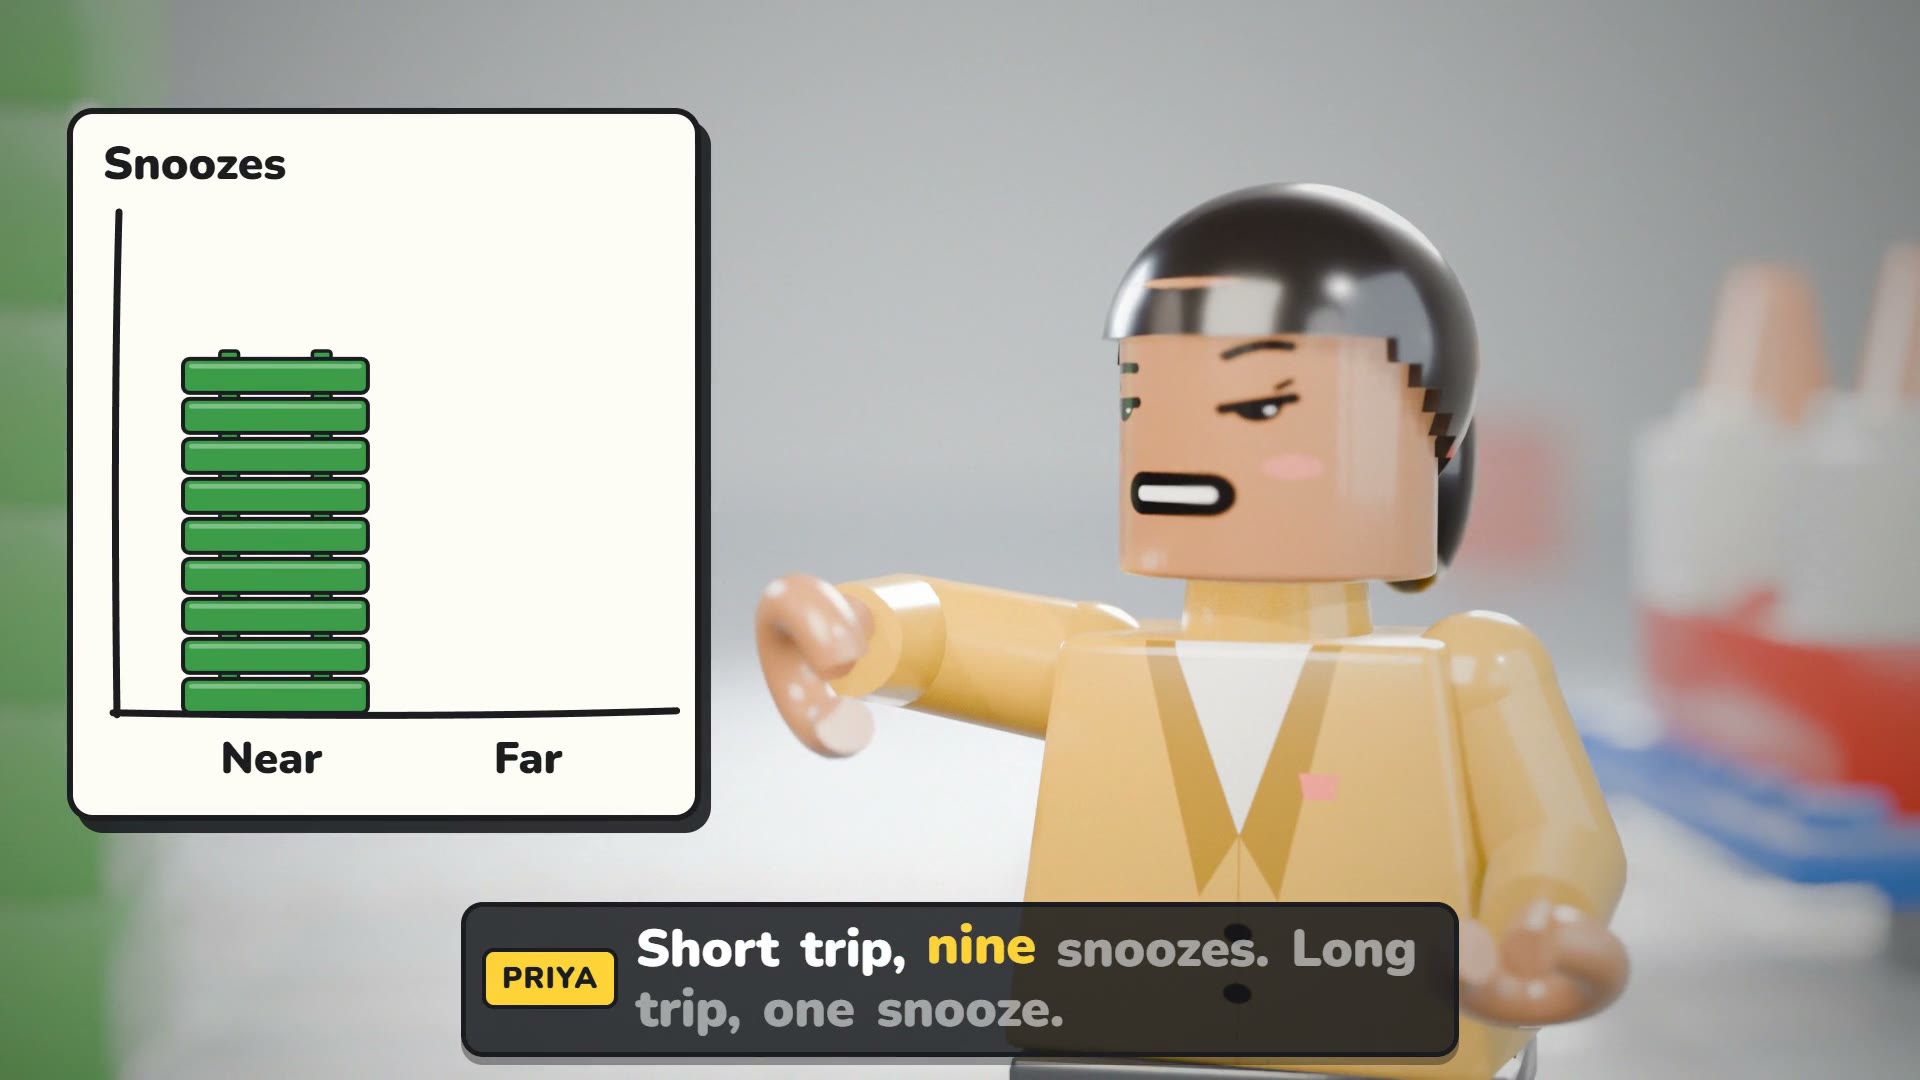 Snoozes
Near Far
PRIYA
Short trip, nine snoozes. Long
trip, one snooze.